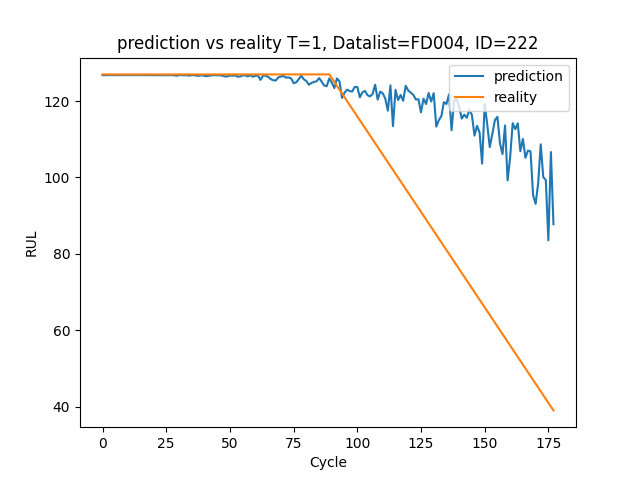 prediction vs reality T=1, Datalist=FD004, ID=222
prediction
reality
120
100
80
60
40
RUL
0 25 50 75 100 125 150 175
Cycle